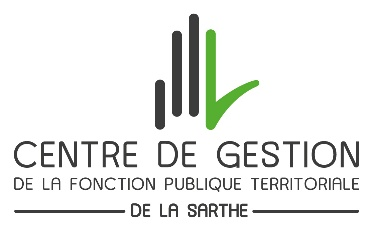 CENTRE DE GESTION
DE LA FONCTION PUBLIQUE TERRITORIALE
DE LA SARTHE